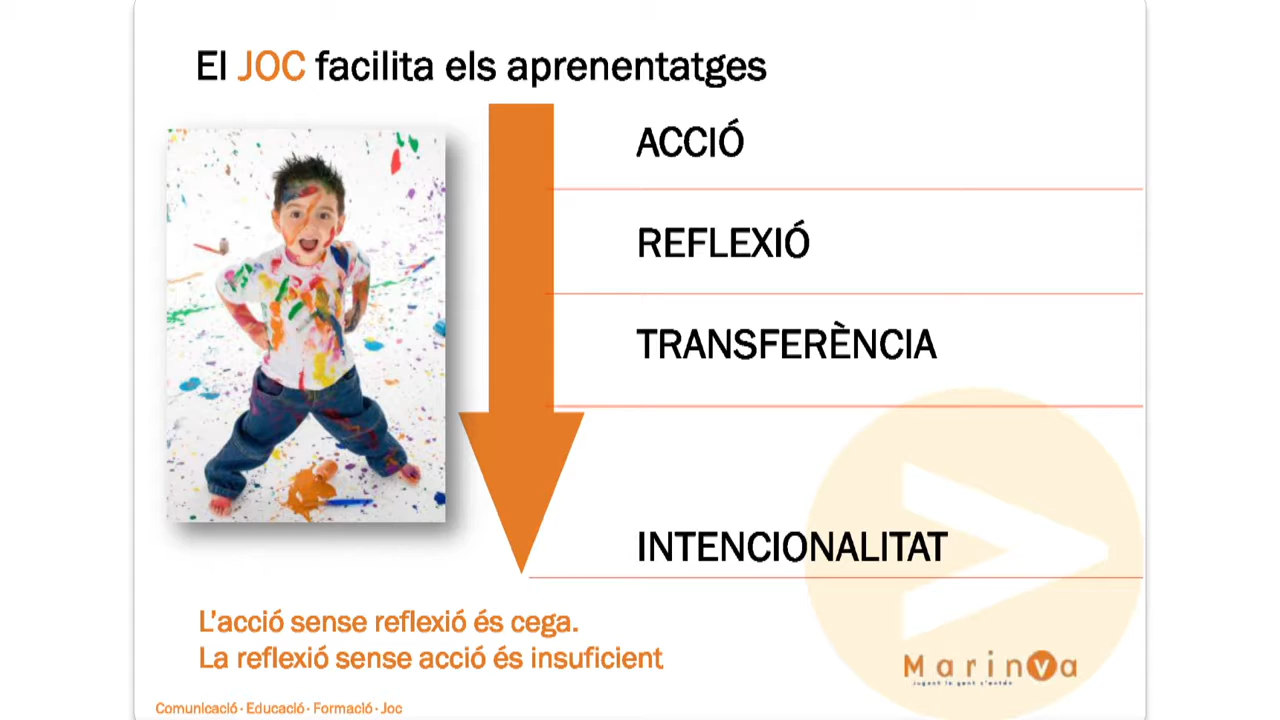 El JOC facilita els aprenentatges
ACCIÓ
REFLEXIÓ
TRANSFERÈNCIA
INTENCIONALITAT
L'acció sense reflexió és cega.
La reflexió sense acció és insuficient
Marinva
Jugant la gent s'entén
Comunicació · Educació · Formació · Joc